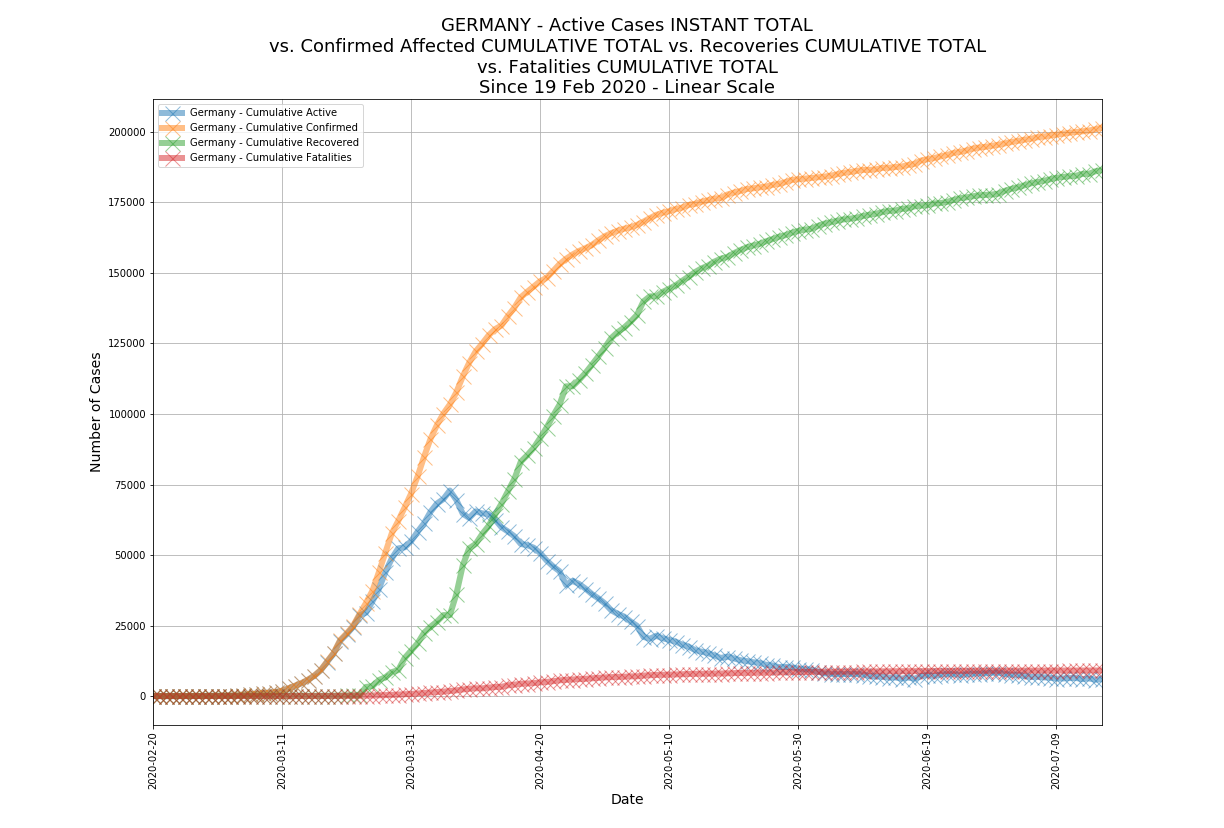 GERMANY - Active Cases INSTANT TOTAL
vs. Confirmed Affected CUMULATIVE TOTAL vs. Recoveries CUMULATIVE TOTAL
vs. Fatalities CUMULATIVE TOTAL
Since 19 Feb 2020 - Linear Scale
Germany - Cumulative Active
Germany - Cumulative Confirmed
Germany - Cumulative Recovered
Germany - Cumulative Fatalities
Number of Cases
200000
175000
150000
125000
100000
75000
50000
25000
0
2020-02-20
2020-03-11
2020-03-31
2020-04-20
2020-05-10
2020-05-30
2020-06-19
2020-07-09
Date